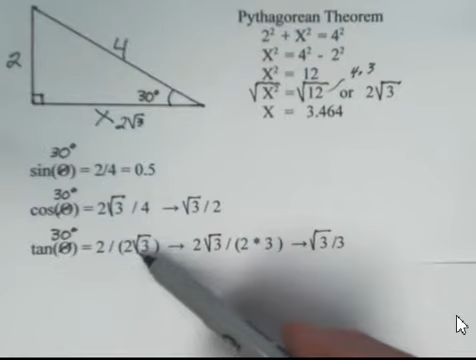 Pythagorean Theorem
2² + X² = 4²
X² = 4² - 2²
X² = 12
4·3
√X² = √12 or 2√3
X = 3.464
2
4
30°
X 2√3
30°
sin(Θ) = 2/4 = 0.5
30°
cos(Θ) = 2√3 / 4 → √3 / 2
30°
tan(Θ) = 2 / (2√3) → 2√3 / (2 * 3) → √3 /3